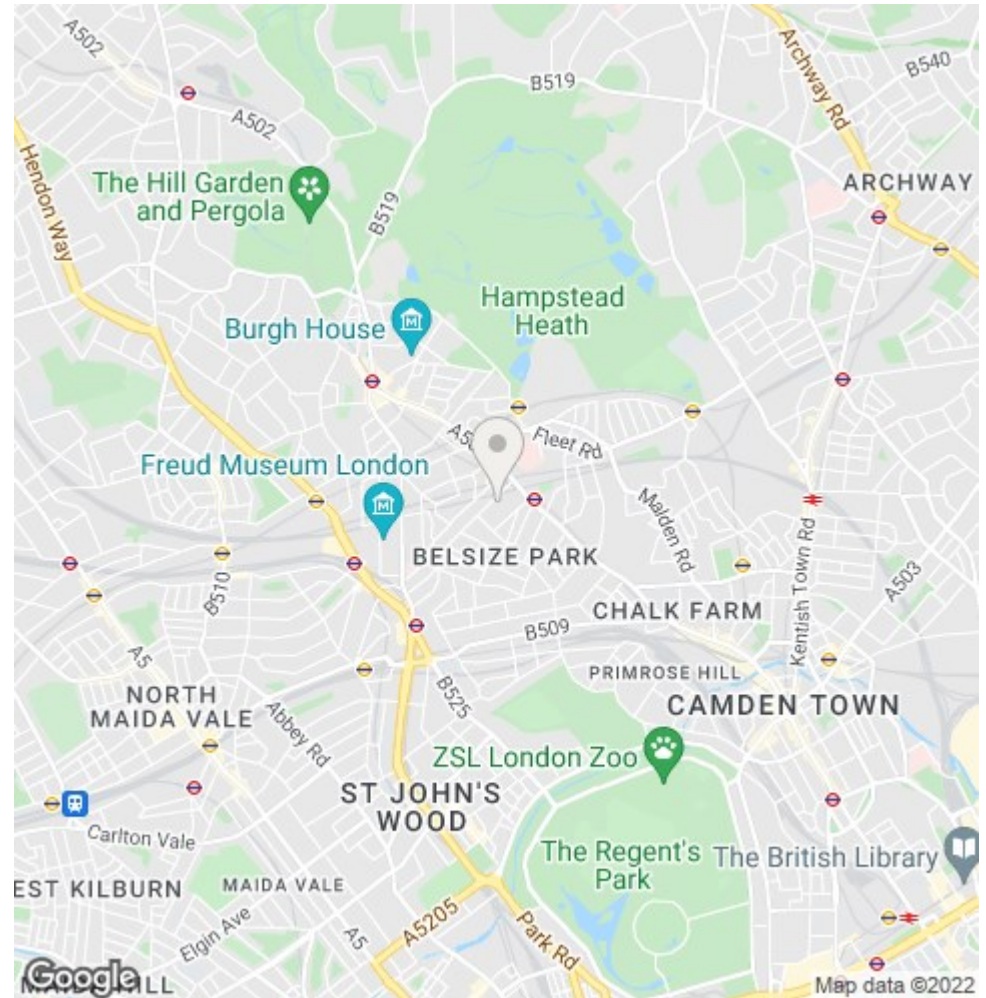 A502
B519
Archway Rd
B540
A502
Hendon Way
The Hill Garden
and Pergola
B519
ARCHWAY
Hampstead
Heath
Burgh House
Fleet Rd
Freud Museum London
Malden Rd
BELSIZE PARK
Kentish Town Rd
A503
B510
CHALK FARM
B509
PRIMROSE HILL
A5
NORTH
MAIDA VALE
B525
CAMDEN TOWN
Abbey Rd
ZSL London Zoo
ST JOHN'S
WOOD
Carlton Vale
The Regent's
Park
The British Library
EST KILBURN
MAIDA VALE
Elgin Ave
A5
A5205
Park Rd
Google
Map data ©2022